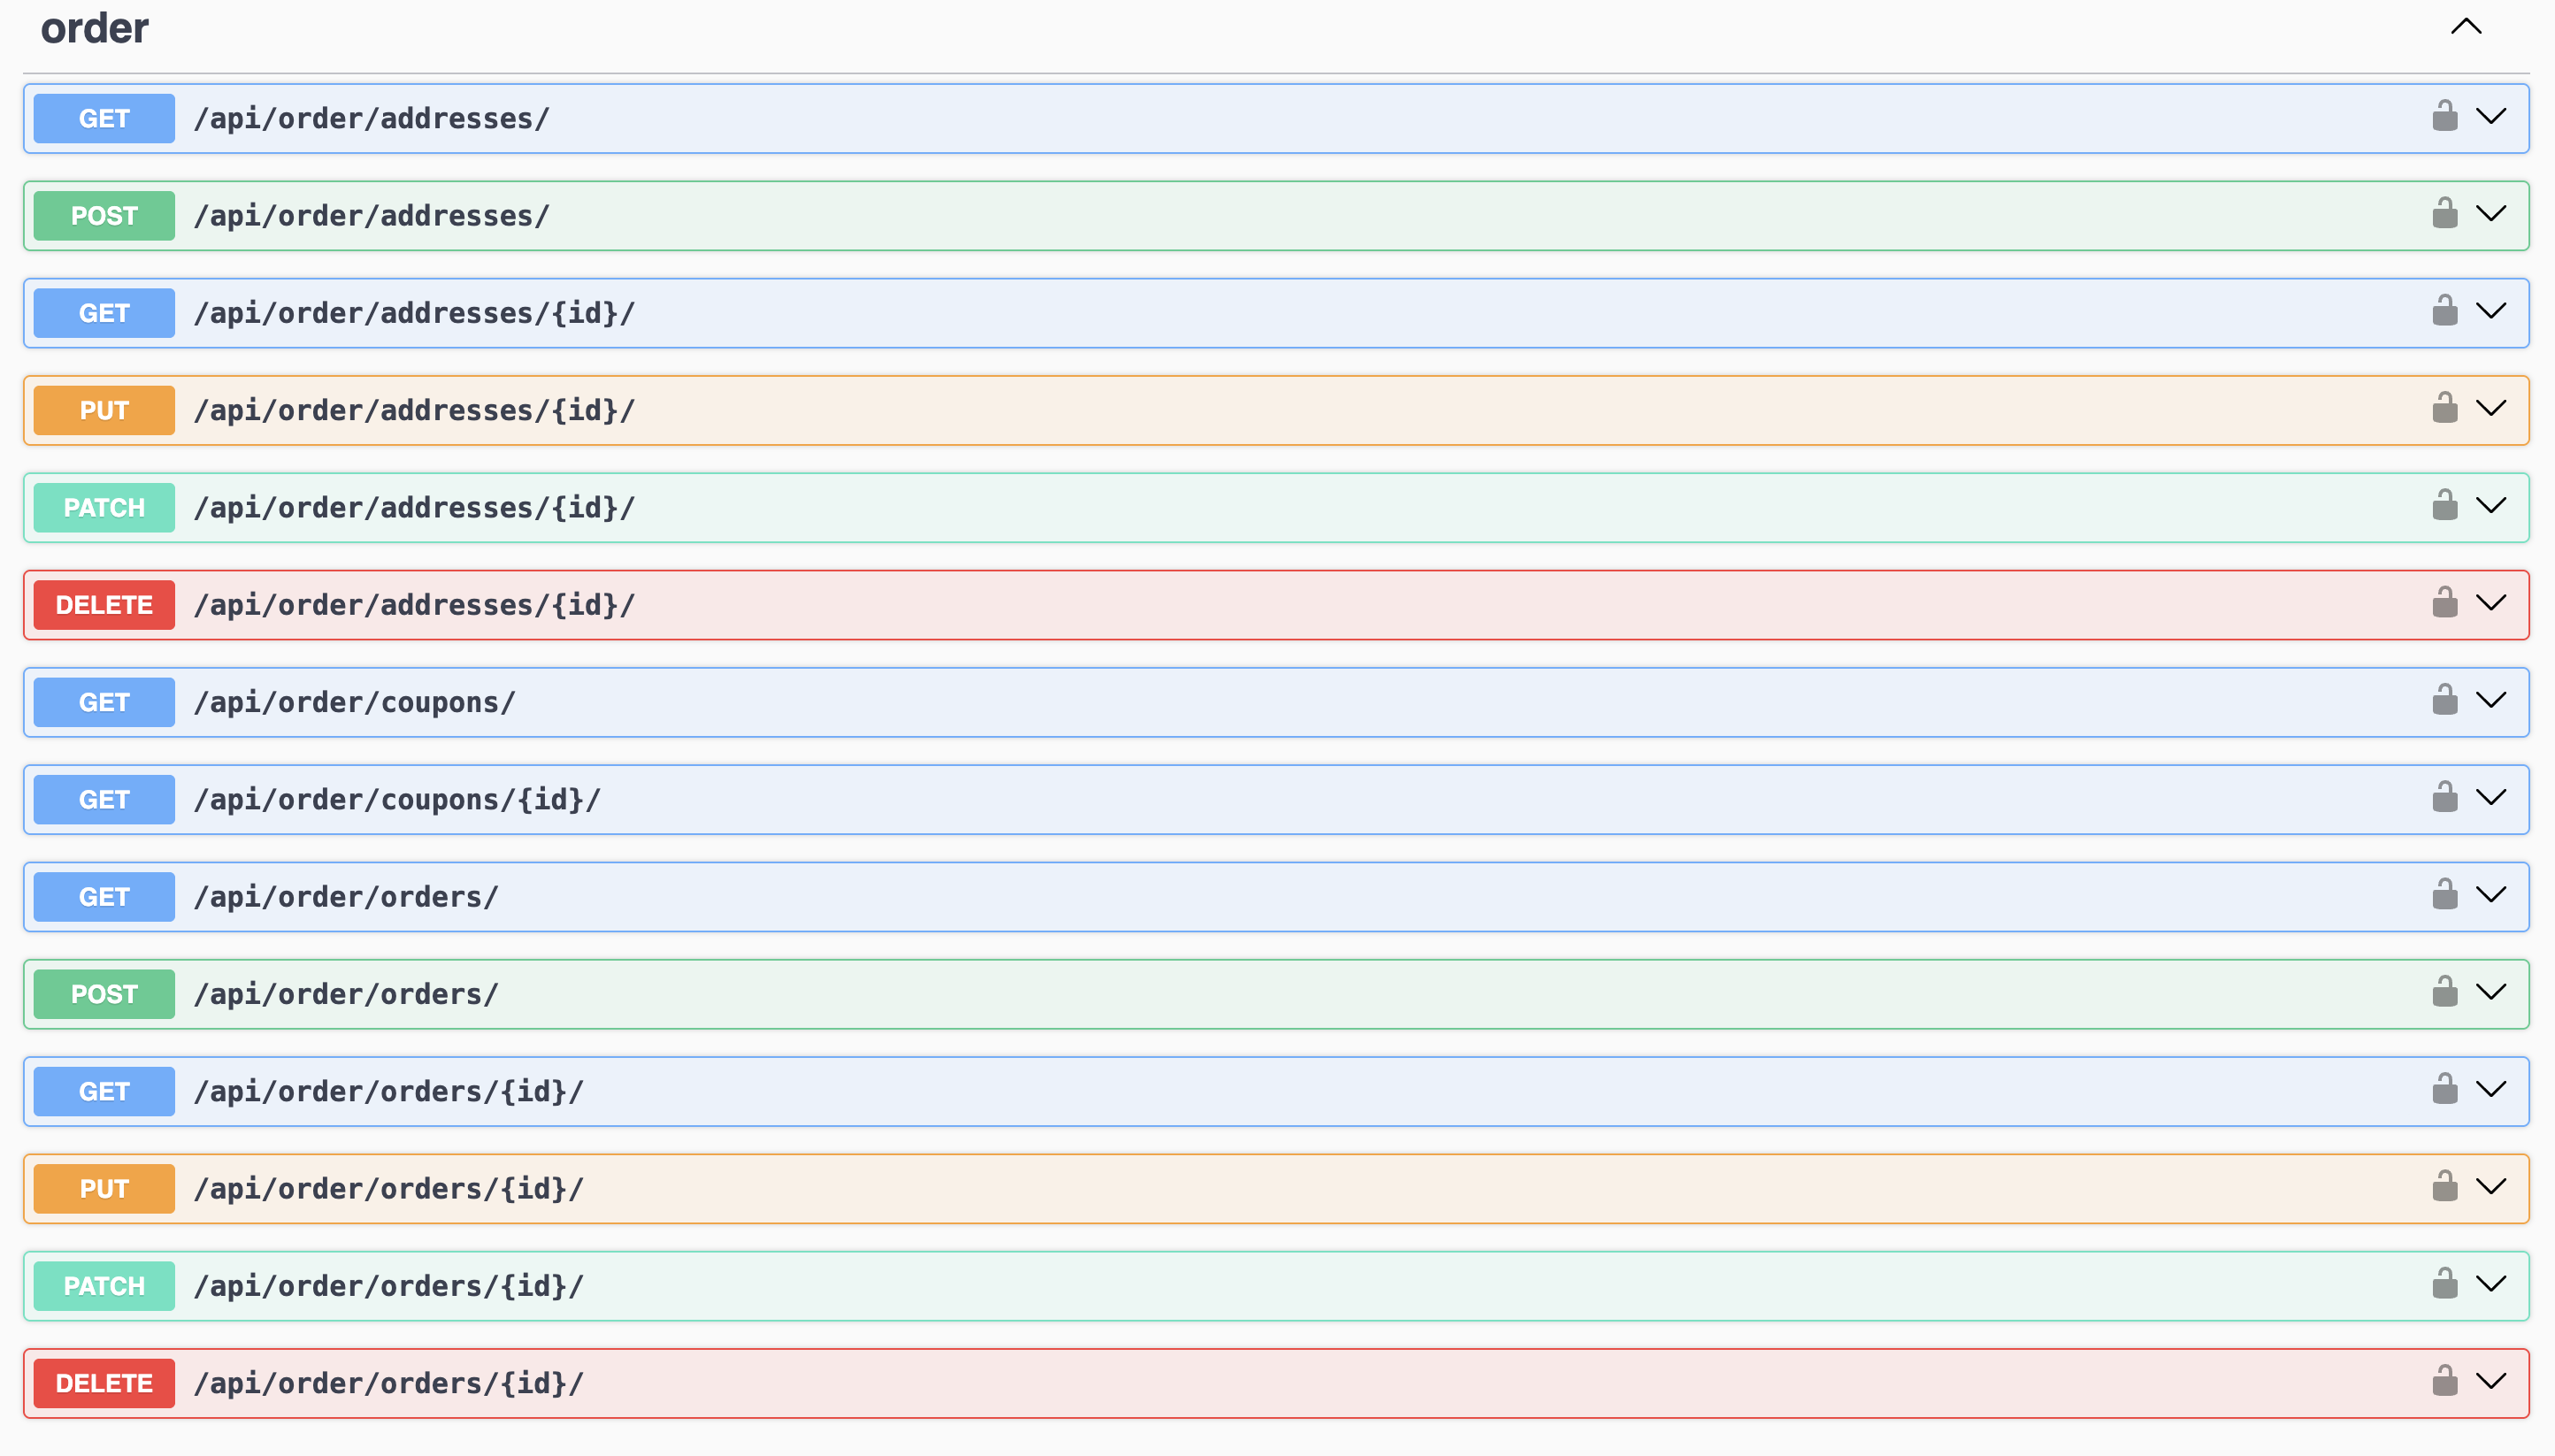 order
GET /api/order/addresses/
POST /api/order/addresses/
GET /api/order/addresses/{id}/
PUT /api/order/addresses/{id}/
PATCH /api/order/addresses/{id}/
DELETE /api/order/addresses/{id}/
GET /api/order/coupons/
GET /api/order/coupons/{id}/
GET /api/order/orders/
POST /api/order/orders/
GET /api/order/orders/{id}/
PUT /api/order/orders/{id}/
PATCH /api/order/orders/{id}/
DELETE /api/order/orders/{id}/